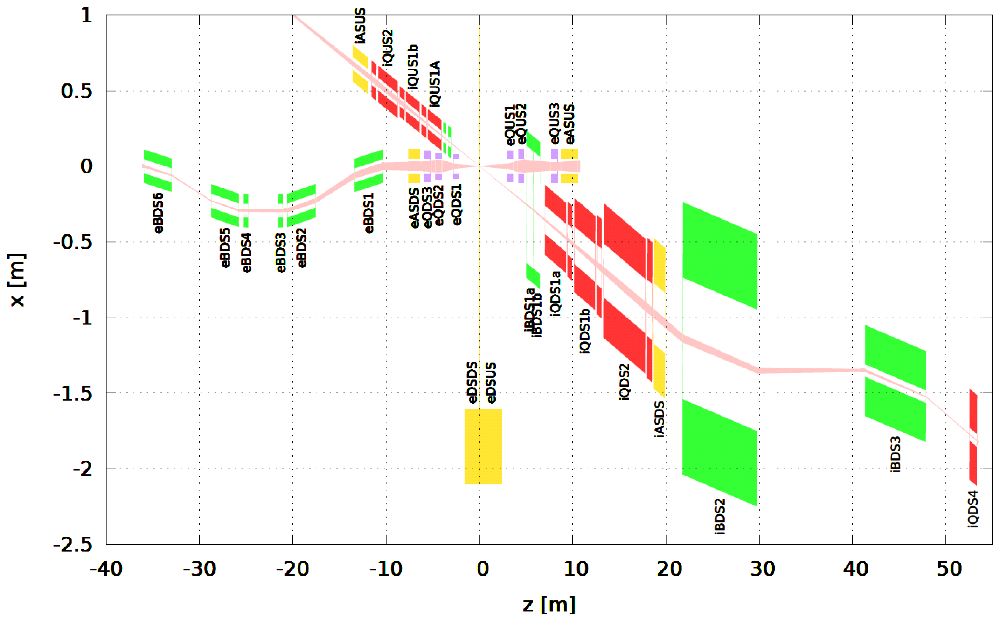 1
0.5
0
-0.5
-1
-1.5
-2
-2.5
x [m]
-40
-30
-20
-10
0
10
20
30
40
50
z [m]
iASUS
iQUS2
iQUS1b
iQUS1A
eQUS1
eQUS2
eQUS3
eASUS
eBDS6
eBDS5
eBDS4
eBDS3
eBDS2
eBDS1
eASDS
eQDS3
eQDS2
eQDS1
iBDS1a
iBDS1b
iQDS1a
iQDS1b
iQDS2
iASDS
eDSDS
eDSUS
iBDS2
iBDS3
iQDS4